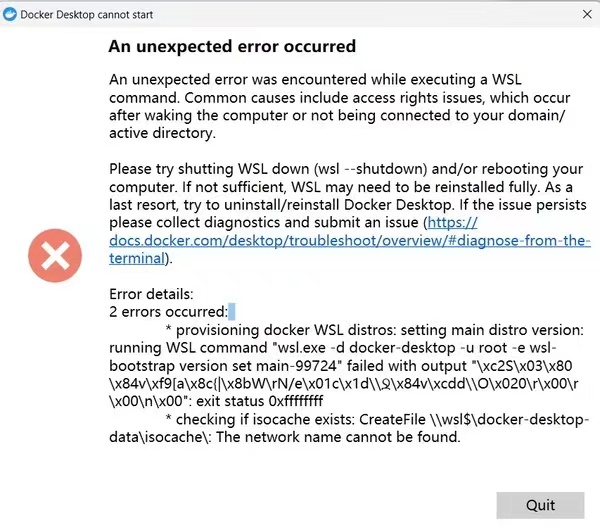 Docker Desktop cannot start
An unexpected error occurred
An unexpected error was encountered while executing a WSL
command. Common causes include access rights issues, which occur
after waking the computer or not being connected to your domain/
active directory.
Please try shutting WSL down (wsl --shutdown) and/or rebooting your
computer. If not sufficient, WSL may need to be reinstalled fully. As a
last resort, try to uninstall/reinstall Docker Desktop. If the issue persists
please collect diagnostics and submit an issue (https://
docs.docker.com/desktop/troubleshoot/overview/#diagnose-from-the-
terminal).
Error details:
2 errors occurred:
* provisioning docker WSL distros: setting main distro version:
running WSL command "wsl.exe -d docker-desktop -u root -e wsl-
bootstrap version set main-99724" failed with output "\xc2S\x03\x80
\x84v\xf9[a\x8c(|\x8bW\rN/e\x01c\x1d\\\x84v\xcdd\\O\x020\r\x00\r
\x00\n\x00": exit status 0xffffffff
* checking if isocache exists: CreateFile \\wsl$\docker-desktop-
data\isocache\: The network name cannot be found.
Quit